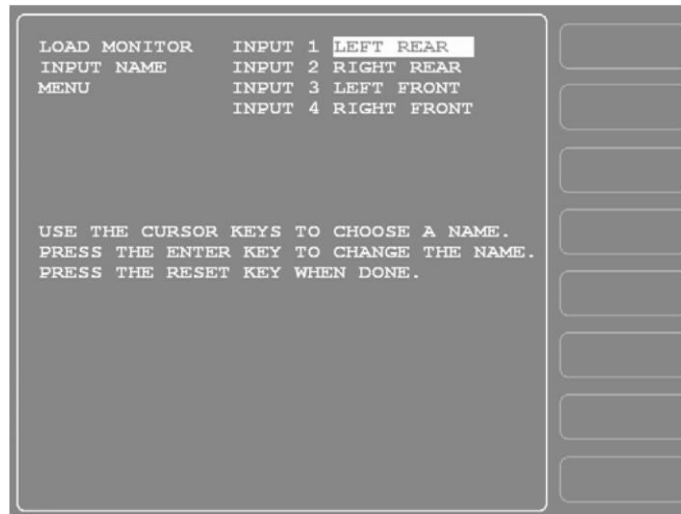 LOAD MONITOR INPUT 1 LEFT REAR
INPUT NAME INPUT 2 RIGHT REAR
MENU INPUT 3 LEFT FRONT
INPUT 4 RIGHT FRONT
USE THE CURSOR KEYS TO CHOOSE A NAME.
PRESS THE ENTER KEY TO CHANGE THE NAME.
PRESS THE RESET KEY WHEN DONE.